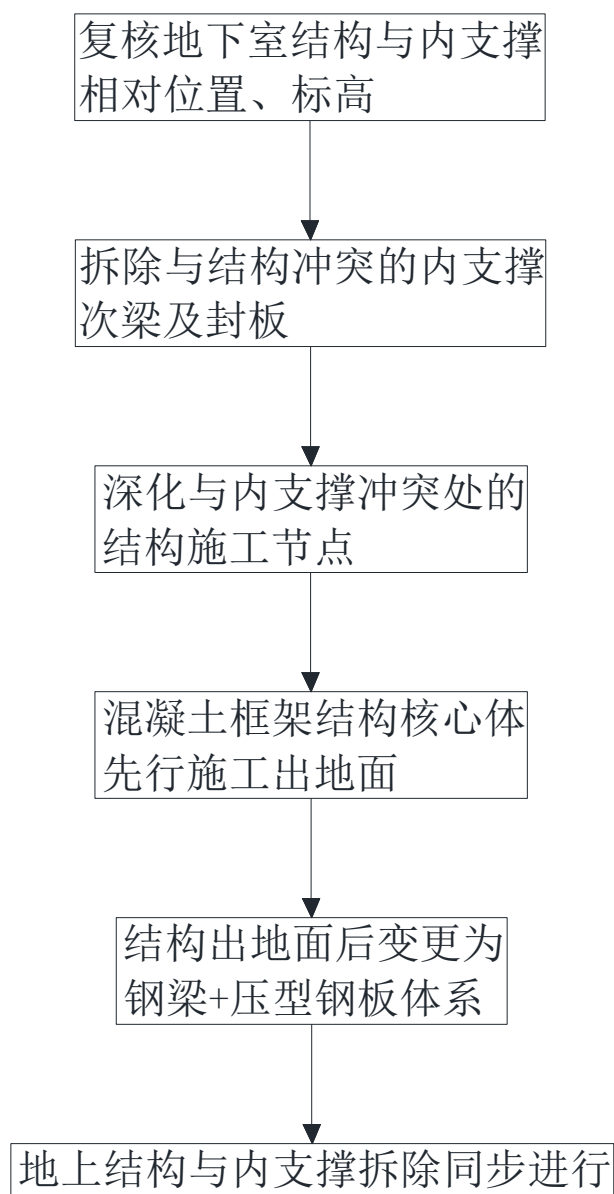 复核地下室结构与内支撑
相对位置、标高
拆除与结构冲突的内支撑
次梁及封板
深化与内支撑冲突处的
结构施工节点
混凝土框架结构核心体
先行施工出地面
结构出地面后变更为
钢梁+压型钢板体系
地上结构与内支撑拆除同步进行